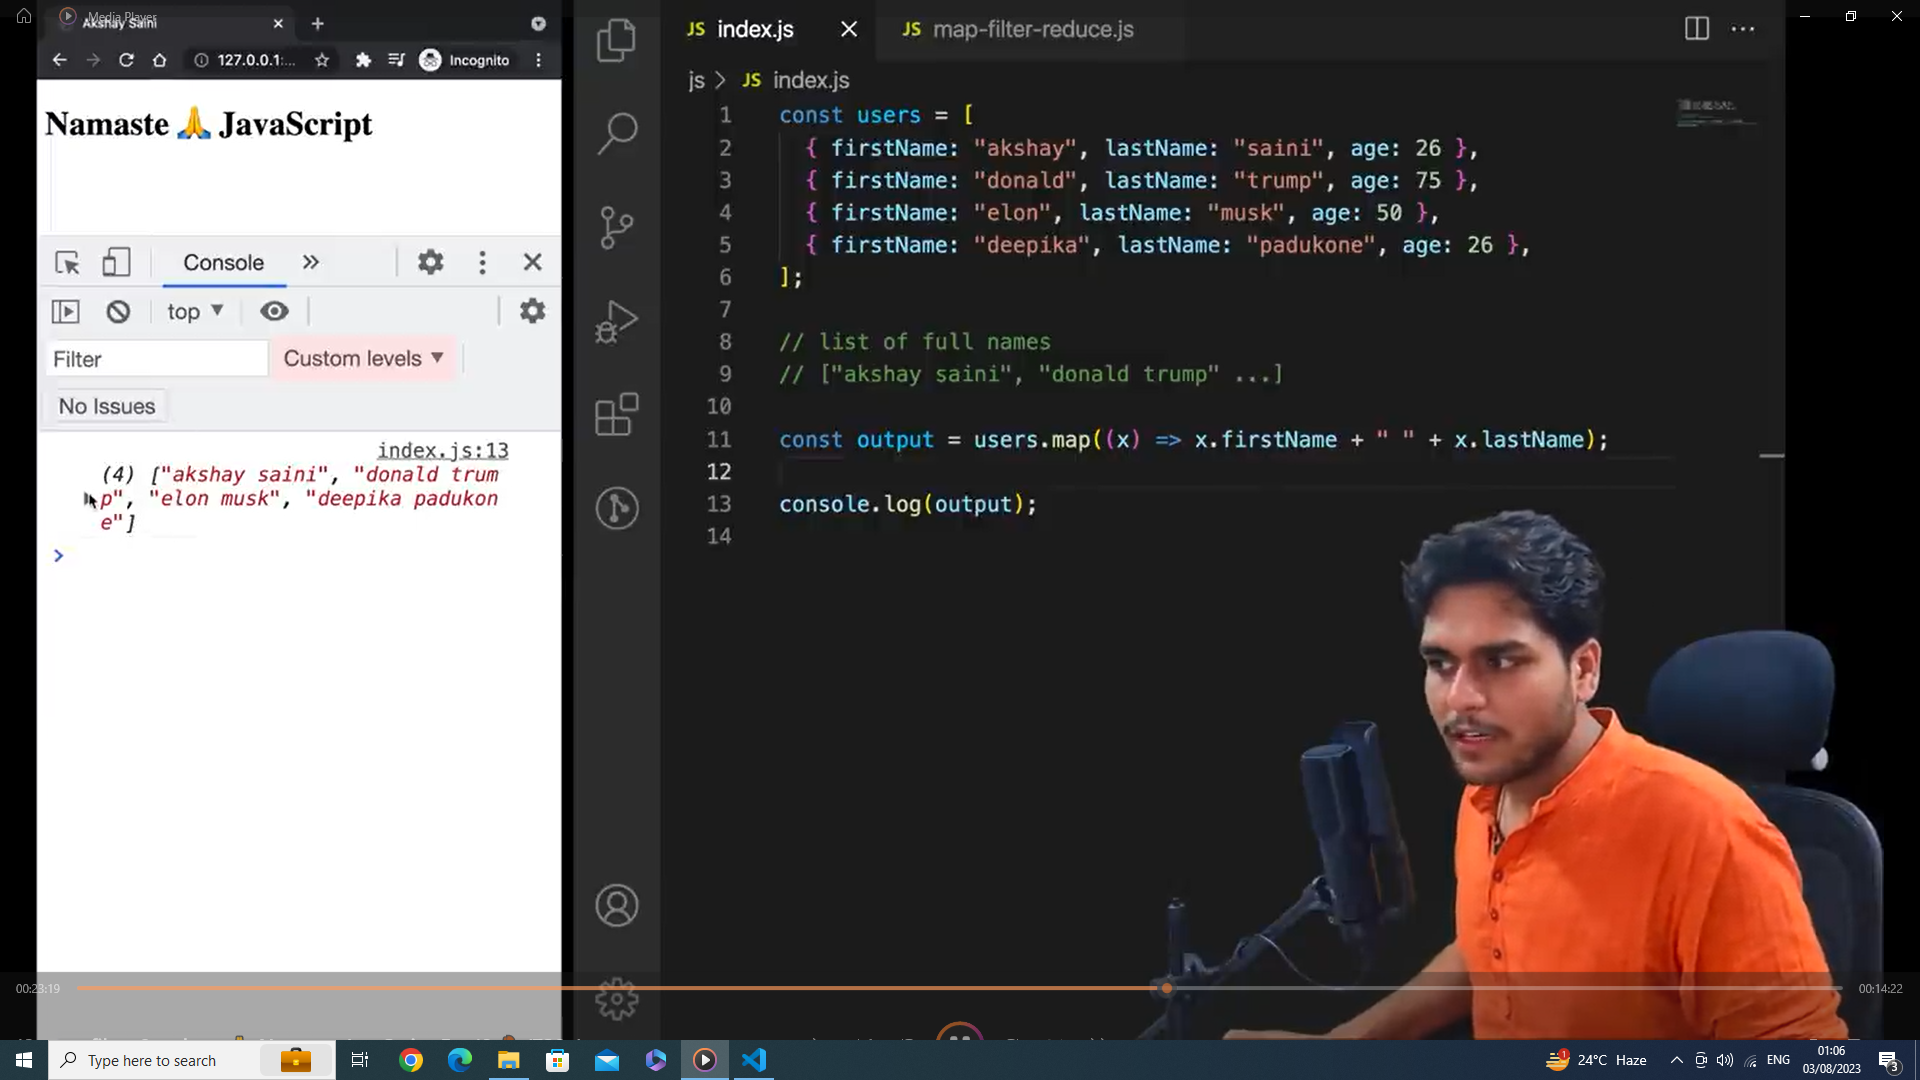 Media Player
Akshay Saini
127.0.0.1:...
Incognito
Namaste 🙏 JavaScript
Console
top
Filter
Custom levels
No Issues
index.js:13
(4) ["akshay saini", "donald trum
p", "elon musk", "deepika padukon
e"]
>
JS index.js
JS map-filter-reduce.js
js > JS index.js
1 const users = [
2 { firstName: "akshay", lastName: "saini", age: 26 },
3 { firstName: "donald", lastName: "trump", age: 75 },
4 { firstName: "elon", lastName: "musk", age: 50 },
5 { firstName: "deepika", lastName: "padukone", age: 26 },
6 ];
7
8 // list of full names
9 // ["akshay saini", "donald trump" ...]
10
11 const output = users.map((x) => x.firstName + " " + x.lastName);
12
13 console.log(output);
14
00:23:19
00:14:22
Type here to search
1
24°C Haze
ENG
01:06
03/08/2023
3